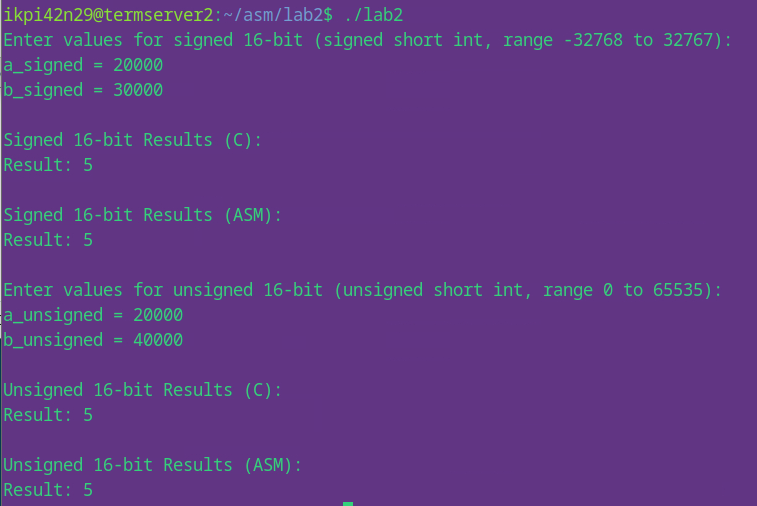 ikpi42n29@termserver2:~/asm/lab2$ ./lab2
Enter values for signed 16-bit (signed short int, range -32768 to 32767):
a_signed = 20000
b_signed = 30000
Signed 16-bit Results (C):
Result: 5
Signed 16-bit Results (ASM):
Result: 5
Enter values for unsigned 16-bit (unsigned short int, range 0 to 65535):
a_unsigned = 20000
b_unsigned = 40000
Unsigned 16-bit Results (C):
Result: 5
Unsigned 16-bit Results (ASM):
Result: 5